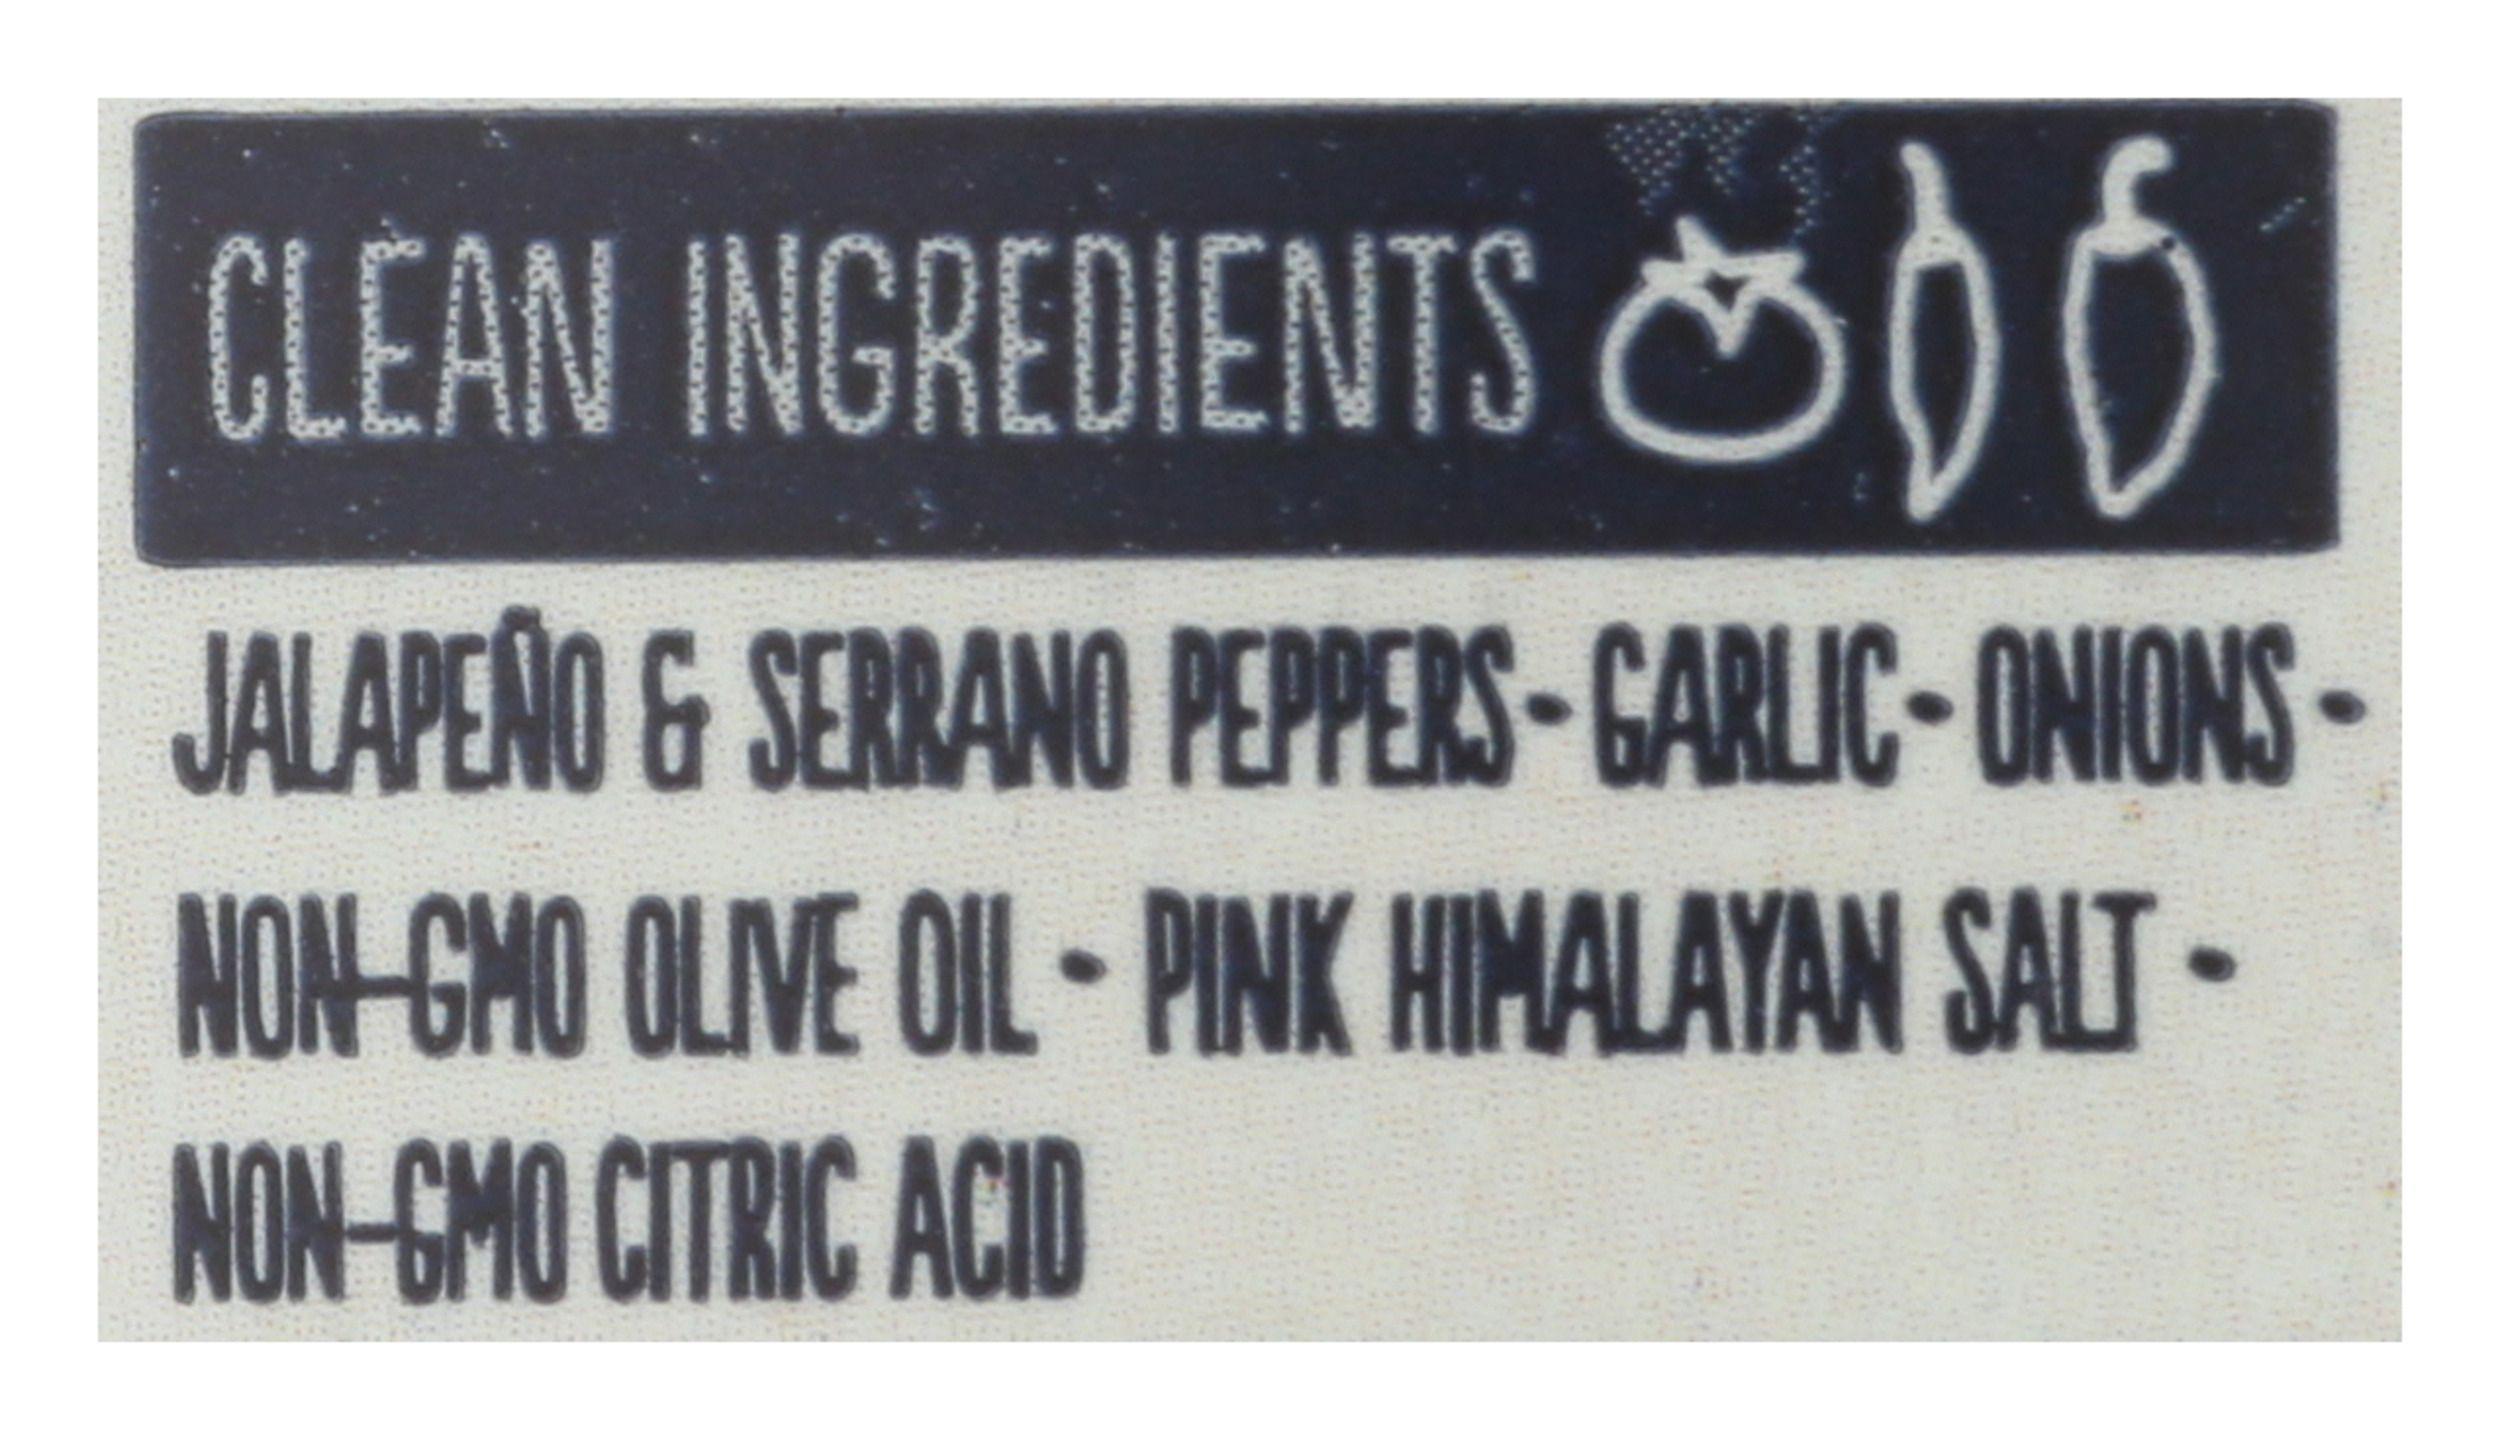 CLEAN INGREDIENTS
JALAPEÑO & SERRANO PEPPERS • GARLIC • ONIONS •
NON-GMO OLIVE OIL • PINK HIMALAYAN SALT •
NON-GMO CITRIC ACID